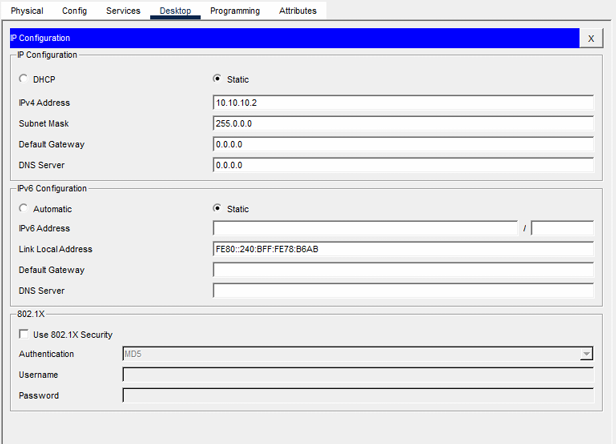 Physical Config Services Desktop Programming Attributes
IP Configuration X
IP Configuration
DHCP Static
IPv4 Address 10.10.10.2
Subnet Mask 255.0.0.0
Default Gateway 0.0.0.0
DNS Server 0.0.0.0
IPv6 Configuration
Automatic Static
IPv6 Address /
Link Local Address FE80::240:BFF:FE78:B6AB
Default Gateway
DNS Server
802.1X
Use 802.1X Security
Authentication MD5
Username
Password